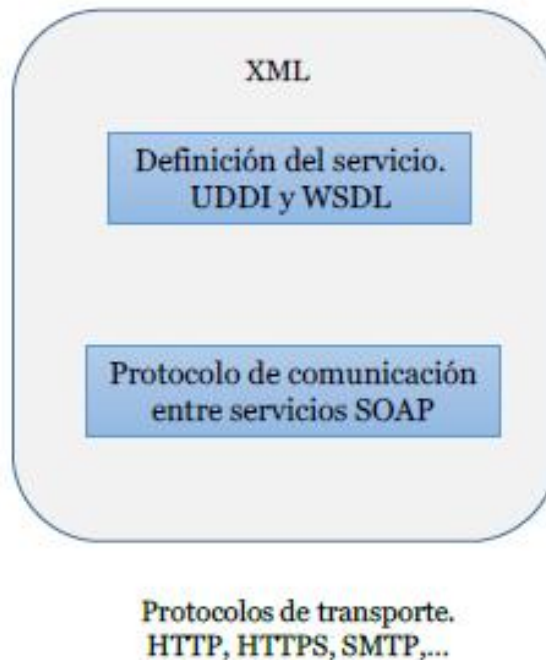 XML
Definición del servicio.
UDDI y WSDL
Protocolo de comunicación
entre servicios SOAP
Protocolos de transporte.
HTTP, HTTPS, SMTP,...